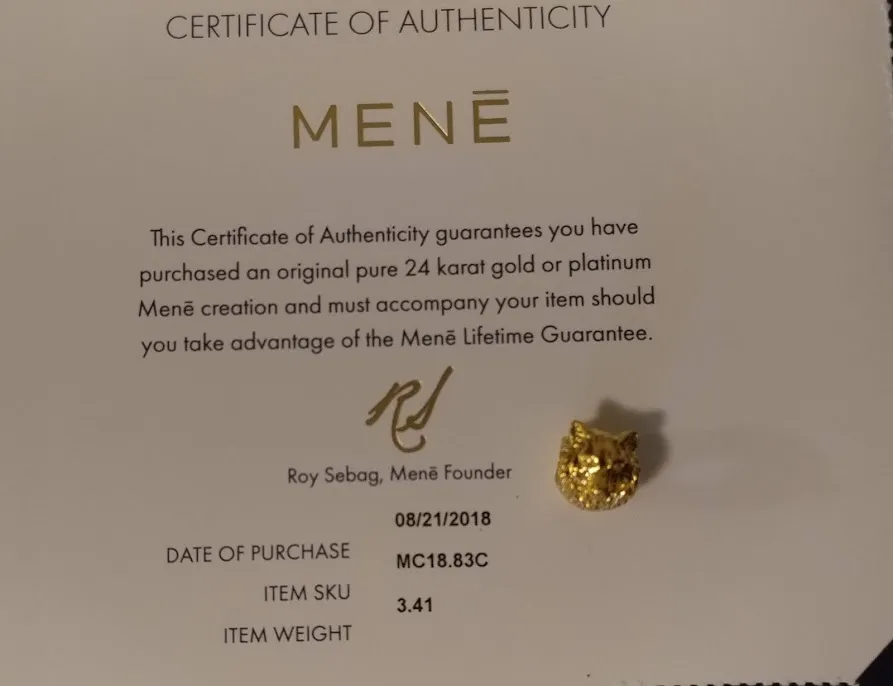 CERTIFICATE OF AUTHENTICITY
MENĒ
This Certificate of Authenticity guarantees you have
purchased an original pure 24 karat gold or platinum
Menē creation and must accompany your item should
you take advantage of the Menē Lifetime Guarantee.
RS
Roy Sebag, Menē Founder
08/21/2018
DATE OF PURCHASE
MC18.83C
ITEM SKU
3.41
ITEM WEIGHT